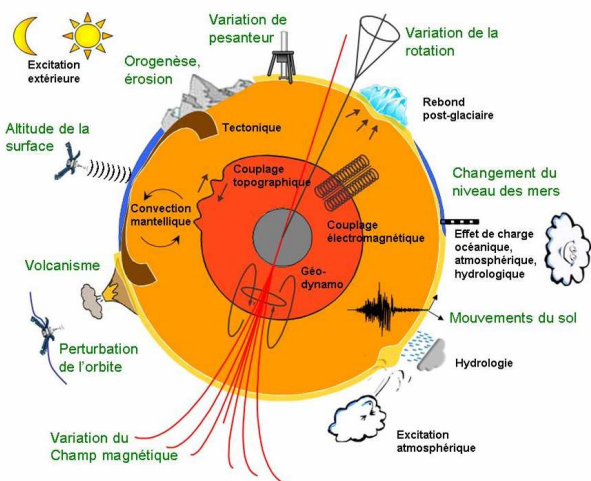 Variation de
pesanteur
Variation de la
rotation
Excitation
extérieure
Orogenèse,
érosion
Rebond
post-glaciaire
Altitude de la
surface
Tectonique
Couplage
topographique
Changement du
niveau des mers
Convection
mantellique
Couplage
électromagnétique
Effet de charge
océanique,
atmosphérique,
hydrologique
Volcanisme
Géo-
dynamo
Mouvements du sol
Perturbation
de l'orbite
Hydrologie
Variation du
Champ magnétique
Excitation
atmosphérique